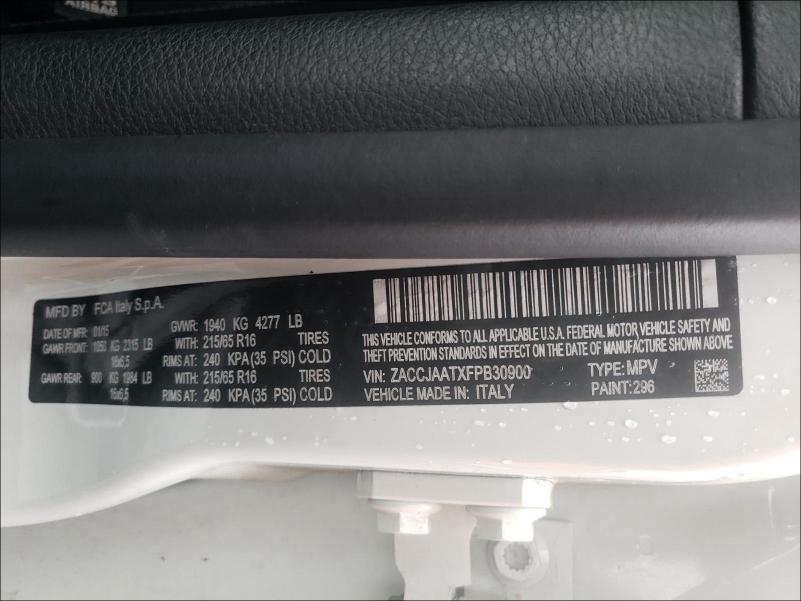 AIRBAG
MFD BY FCA Italy S.p.A.
DATE OF MFR: 01/15 GVWR: 1940 KG 4277 LB
GAWR FRONT: 1050 KG 2315 LB WITH: 215/65 R16 TIRES
16x6,5 RIMS AT: 240 KPA(35 PSI) COLD
GAWR REAR: 900 KG 1984 LB WITH: 215/65 R16 TIRES
16x6,5 RIMS AT: 240 KPA(35 PSI) COLD
THIS VEHICLE CONFORMS TO ALL APPLICABLE U.S.A. FEDERAL MOTOR VEHICLE SAFETY AND
THEFT PREVENTION STANDARDS IN EFFECT ON THE DATE OF MANUFACTURE SHOWN ABOVE
VIN: ZACCJAATXFPB30900 TYPE: MPV
VEHICLE MADE IN: ITALY PAINT: 296